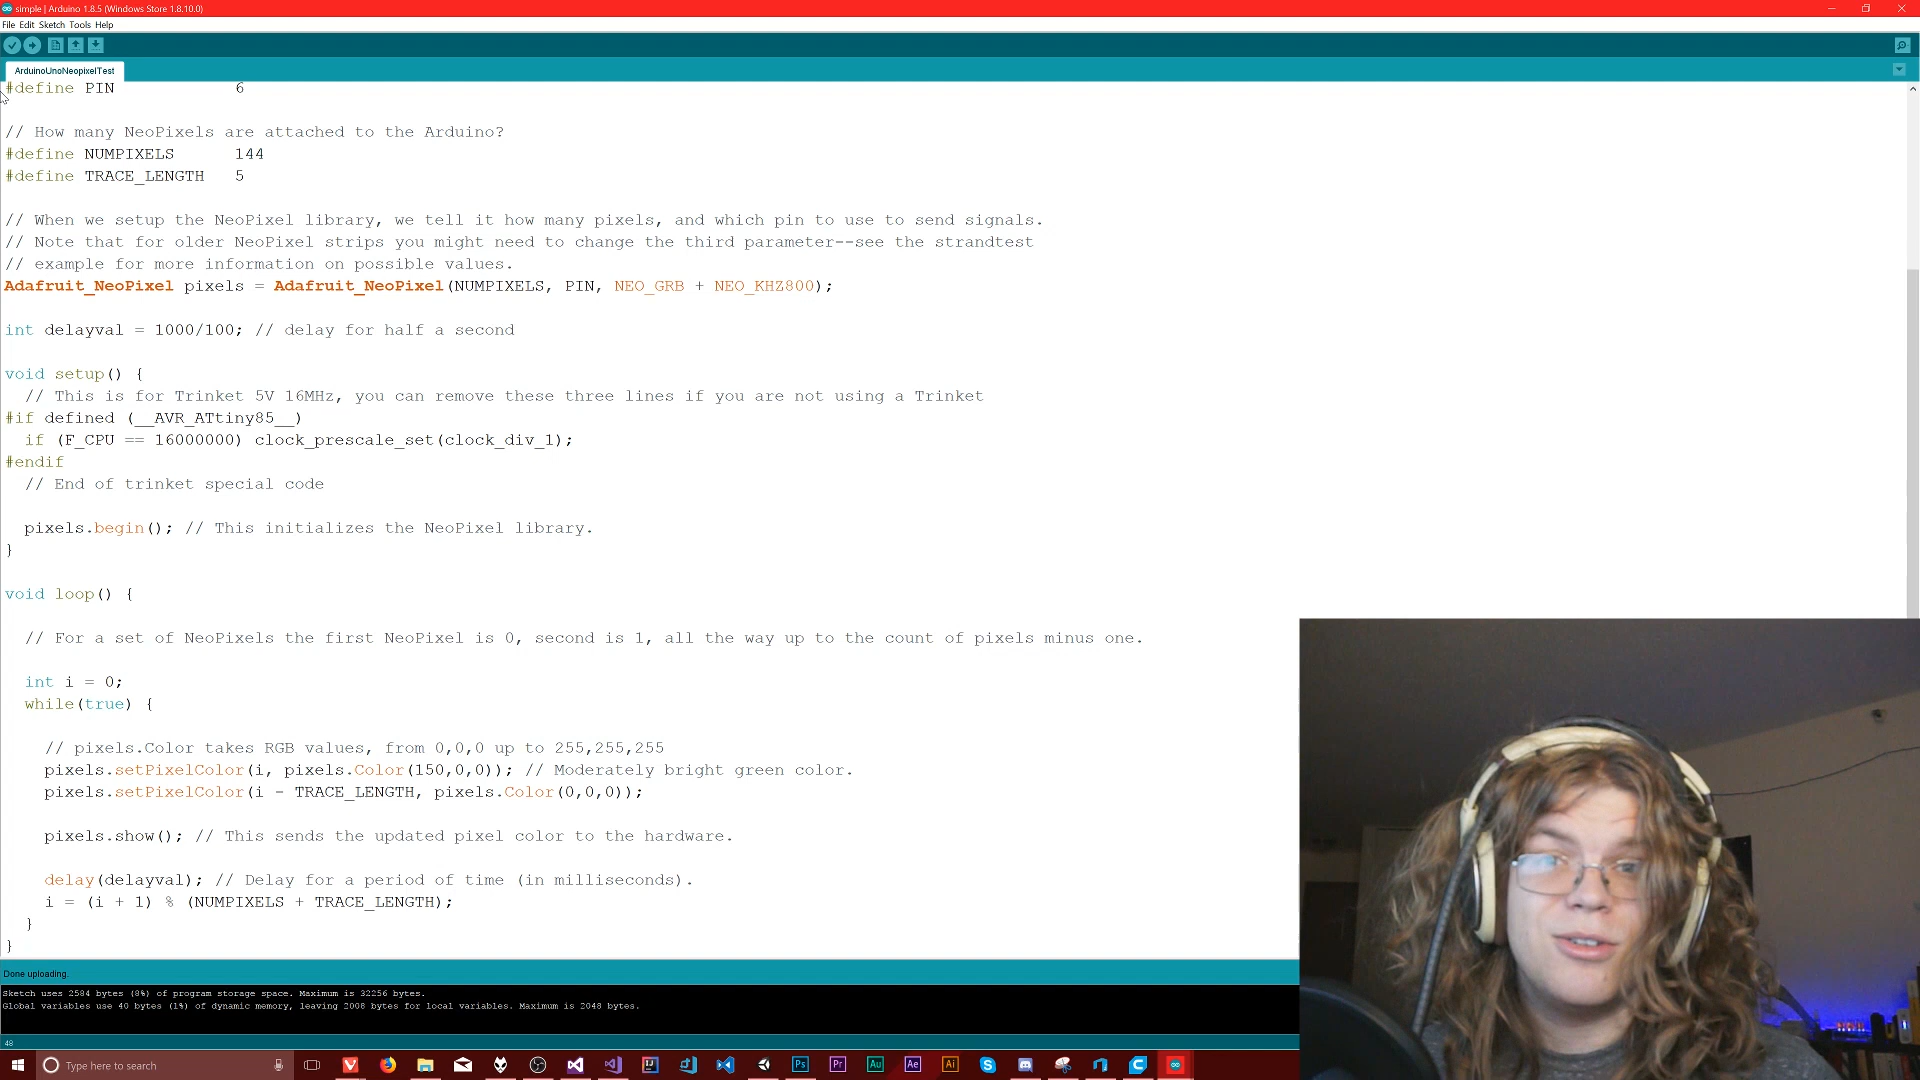 simple | Arduino 1.8.5 (Windows Store 1.8.10.0)
File Edit Sketch Tools Help
ArduinoUnoNeopixelTest
#define PIN 6
// How many NeoPixels are attached to the Arduino?
#define NUMPIXELS 144
#define TRACE_LENGTH 5
// When we setup the NeoPixel library, we tell it how many pixels, and which pin to use to send signals.
// Note that for older NeoPixel strips you might need to change the third parameter--see the strandtest
// example for more information on possible values.
Adafruit_NeoPixel pixels = Adafruit_NeoPixel(NUMPIXELS, PIN, NEO_GRB + NEO_KHZ800);
int delayval = 1000/100; // delay for half a second
void setup() {
// This is for Trinket 5V 16MHz, you can remove these three lines if you are not using a Trinket
#if defined (__AVR_ATtiny85__)
if (F_CPU == 16000000) clock_prescale_set(clock_div_1);
#endif
// End of trinket special code
pixels.begin(); // This initializes the NeoPixel library.
}
void loop() {
// For a set of NeoPixels the first NeoPixel is 0, second is 1, all the way up to the count of pixels minus one.
int i = 0;
while(true) {
// pixels.Color takes RGB values, from 0,0,0 up to 255,255,255
pixels.setPixelColor(i, pixels.Color(150,0,0)); // Moderately bright green color.
pixels.setPixelColor(i - TRACE_LENGTH, pixels.Color(0,0,0));
pixels.show(); // This sends the updated pixel color to the hardware.
delay(delayval); // Delay for a period of time (in milliseconds).
i = (i + 1) % (NUMPIXELS + TRACE_LENGTH);
}
}
Done uploading.
Sketch uses 2584 bytes (8%) of program storage space. Maximum is 32256 bytes.
Global variables use 40 bytes (1%) of dynamic memory, leaving 2008 bytes for local variables. Maximum is 2048 bytes.
48
Type here to search
Ps
Pr
Au
Ae
Ai